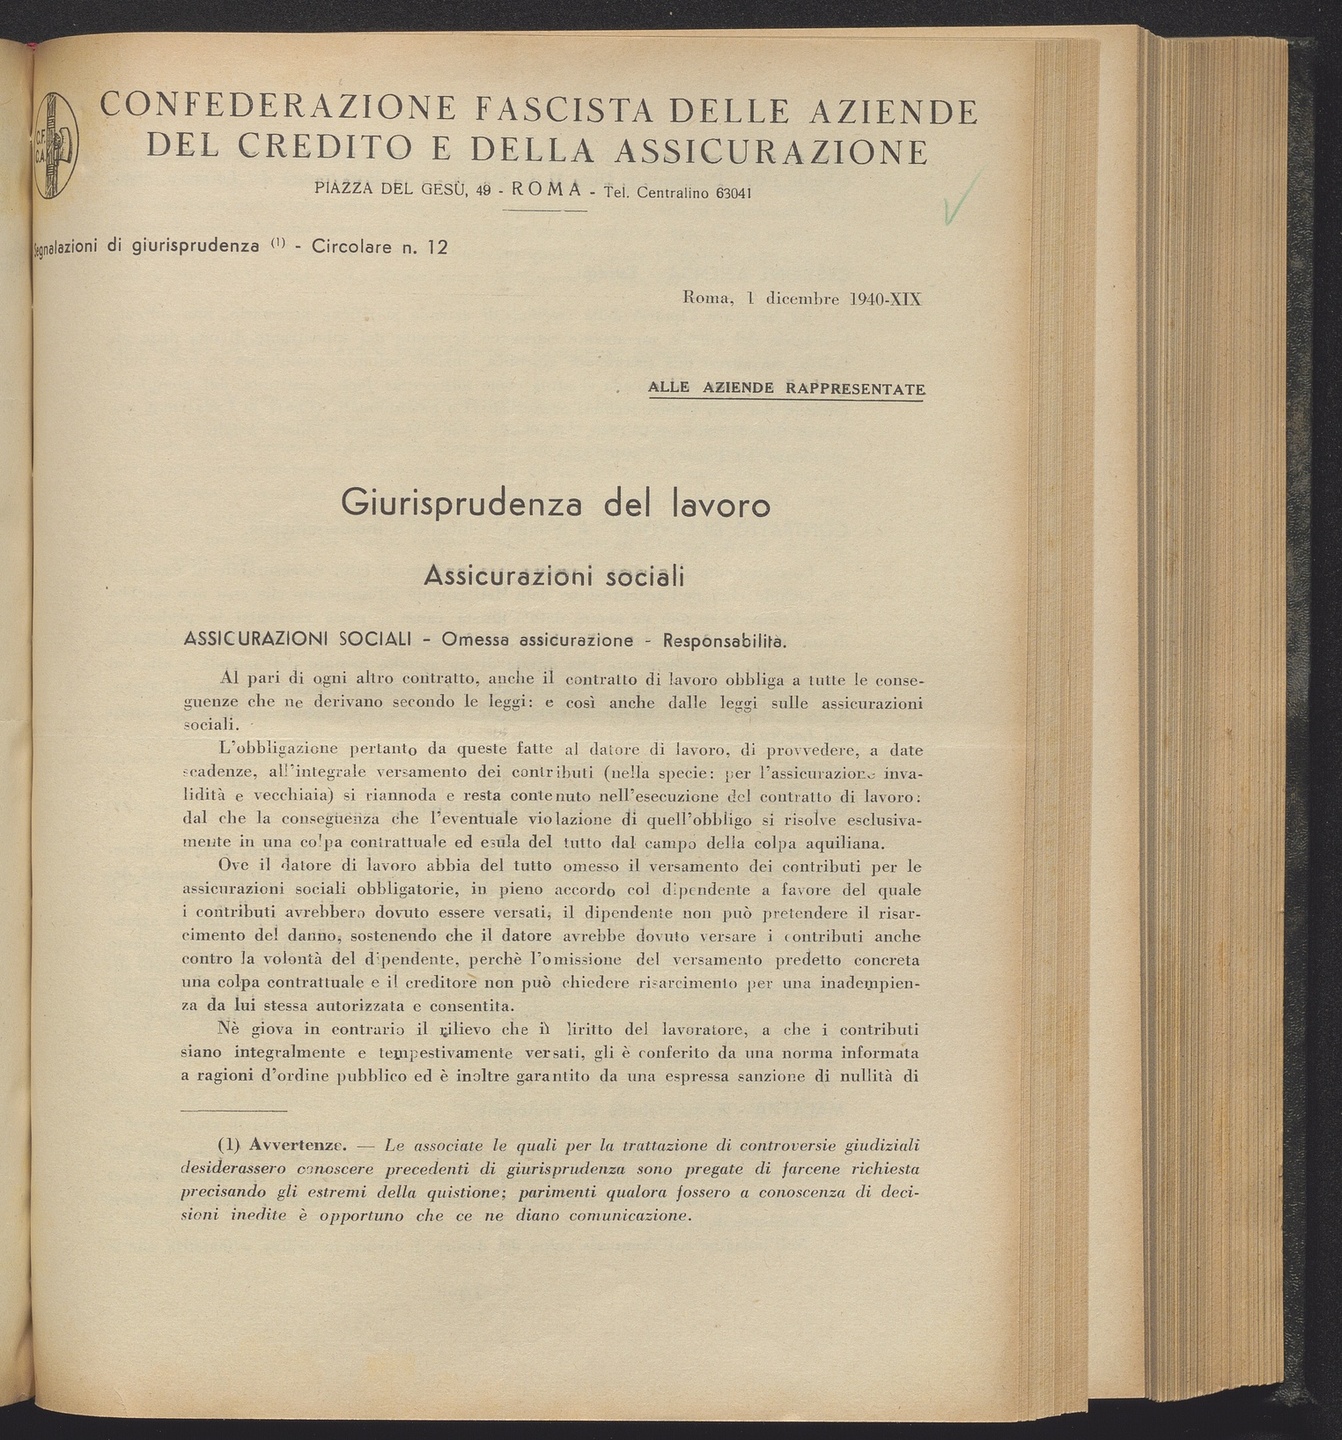 CONFEDERAZIONE FASCISTA DELLE AZIENDE
DEL CREDITO E DELLA ASSICURAZIONE
C.F.
C.A.
PIAZZA DEL GESÙ, 49 - ROMA - Tel. Centralino 63041
Segnalazioni di giurisprudenza (1) - Circolare n. 12
Roma, 1 dicembre 1940-XIX
ALLE AZIENDE RAPPRESENTATE
Giurisprudenza del lavoro
Assicurazioni sociali
ASSICURAZIONI SOCIALI - Omessa assicurazione - Responsabilità.
Al pari di ogni altro contratto, anche il contratto di lavoro obbliga a tutte le conse-
guenze che ne derivano secondo le leggi: e così anche dalle leggi sulle assicurazioni
sociali.
L'obbligazione pertanto da queste fatte al datore di lavoro, di provvedere, a date
scadenze, all'integrale versamento dei contributi (nella specie: per l'assicurazione inva-
lidità e vecchiaia) si riannoda e resta contenuto nell'esecuzione del contratto di lavoro:
dal che la conseguenza che l'eventuale violazione di quell'obbligo si risolve esclusiva-
mente in una colpa contrattuale ed esula del tutto dal campo della colpa aquiliana.
Ove il datore di lavoro abbia del tutto omesso il versamento dei contributi per le
assicurazioni sociali obbligatorie, in pieno accordo col dipendente a favore del quale
i contributi avrebbero dovuto essere versati, il dipendente non può pretendere il risar-
cimento del danno, sostenendo che il datore avrebbe dovuto versare i contributi anche
contro la volontà del dipendente, perchè l'omissione del versamento predetto concreta
una colpa contrattuale e il creditore non può chiedere risarcimento per una inadempien-
za da lui stessa autorizzata e consentita.
Nè giova in contrario il rilievo che il diritto del lavoratore, a che i contributi
siano integralmente e tempestivamente versati, gli è conferito da una norma informata
a ragioni d'ordine pubblico ed è inoltre garantito da una espressa sanzione di nullità di
(1) Avvertenze. — Le associate le quali per la trattazione di controversie giudiziali
desiderassero conoscere precedenti di giurisprudenza sono pregate di farcene richiesta
precisando gli estremi della quistione; parimenti qualora fossero a conoscenza di deci-
sioni inedite è opportuno che ce ne diano comunicazione.